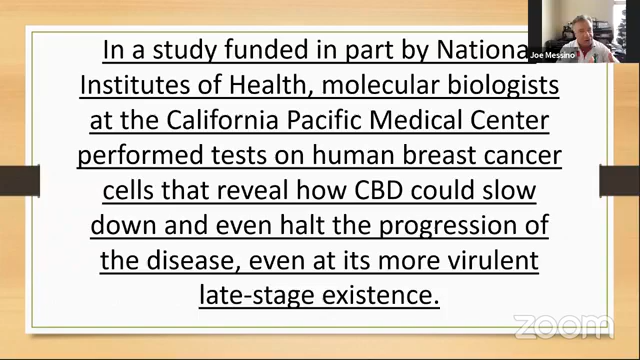 In a study funded in part by National
Institutes of Health, molecular biologists
at the California Pacific Medical Center
performed tests on human breast cancer
cells that reveal how CBD could slow
down and even halt the progression of
the disease, even at its more virulent
late-stage existence.
Joe Messino
zoom